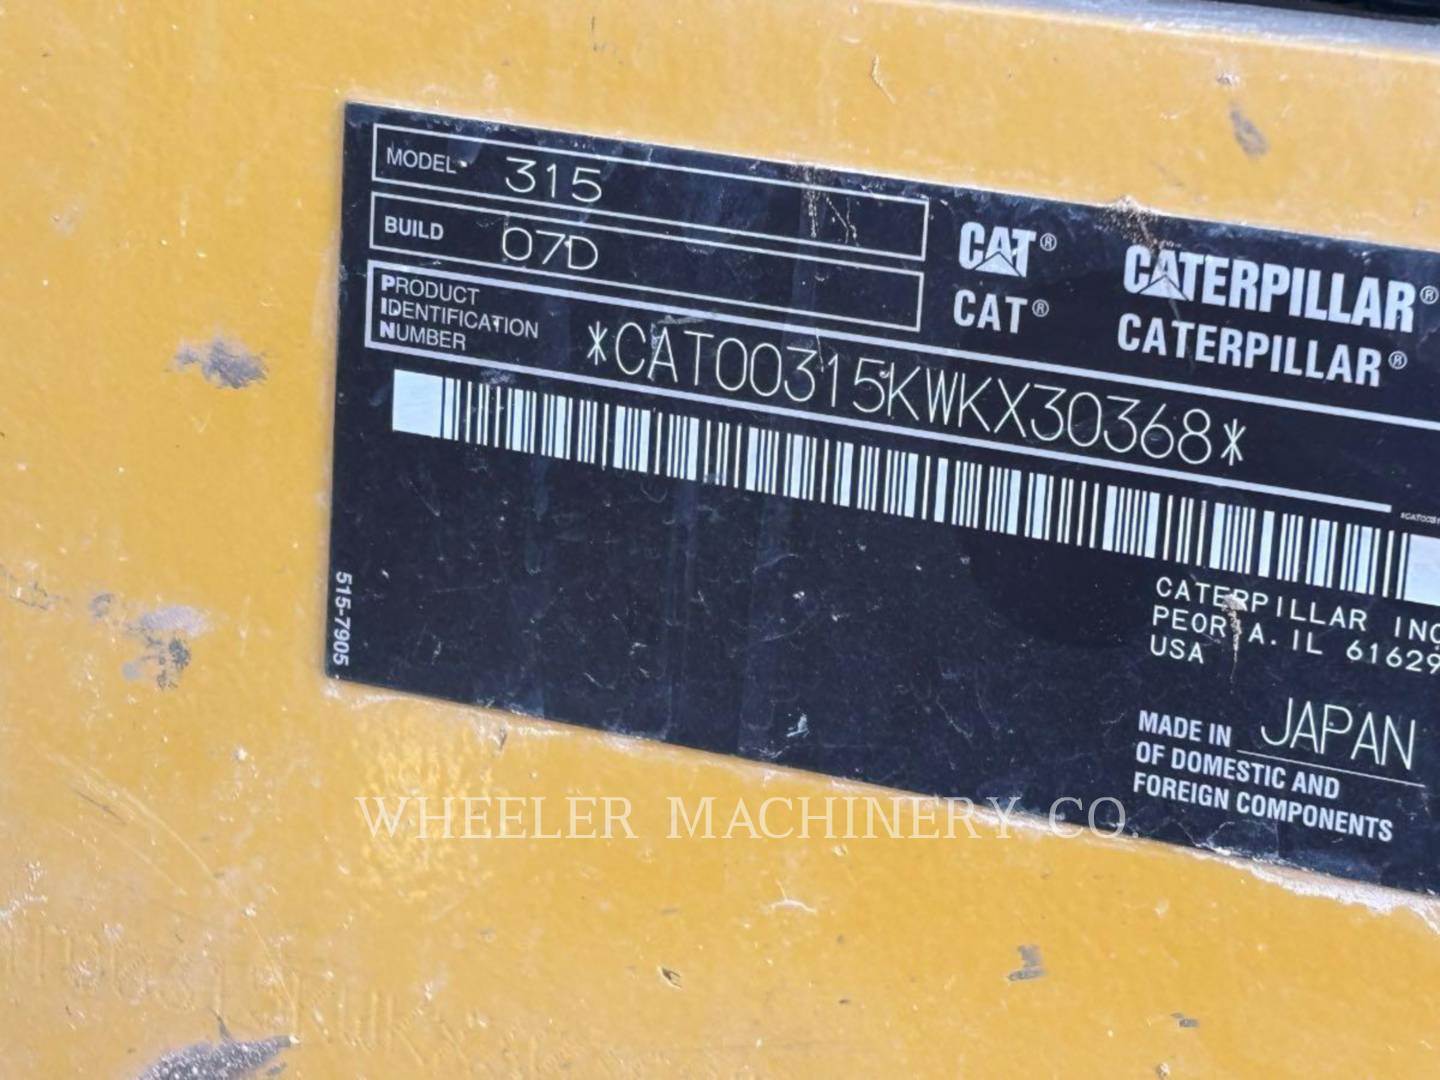 MODEL 315
BUILD 07D
PRODUCT
IDENTIFICATION
NUMBER
*CAT00315KWKX30368*
CAT® CATERPILLAR®
CAT® CATERPILLAR®
CATERPILLAR INC
PEORIA. IL 61629
USA
515-7905
MADE IN JAPAN
OF DOMESTIC AND
FOREIGN COMPONENTS
WHEELER MACHINERY CO.